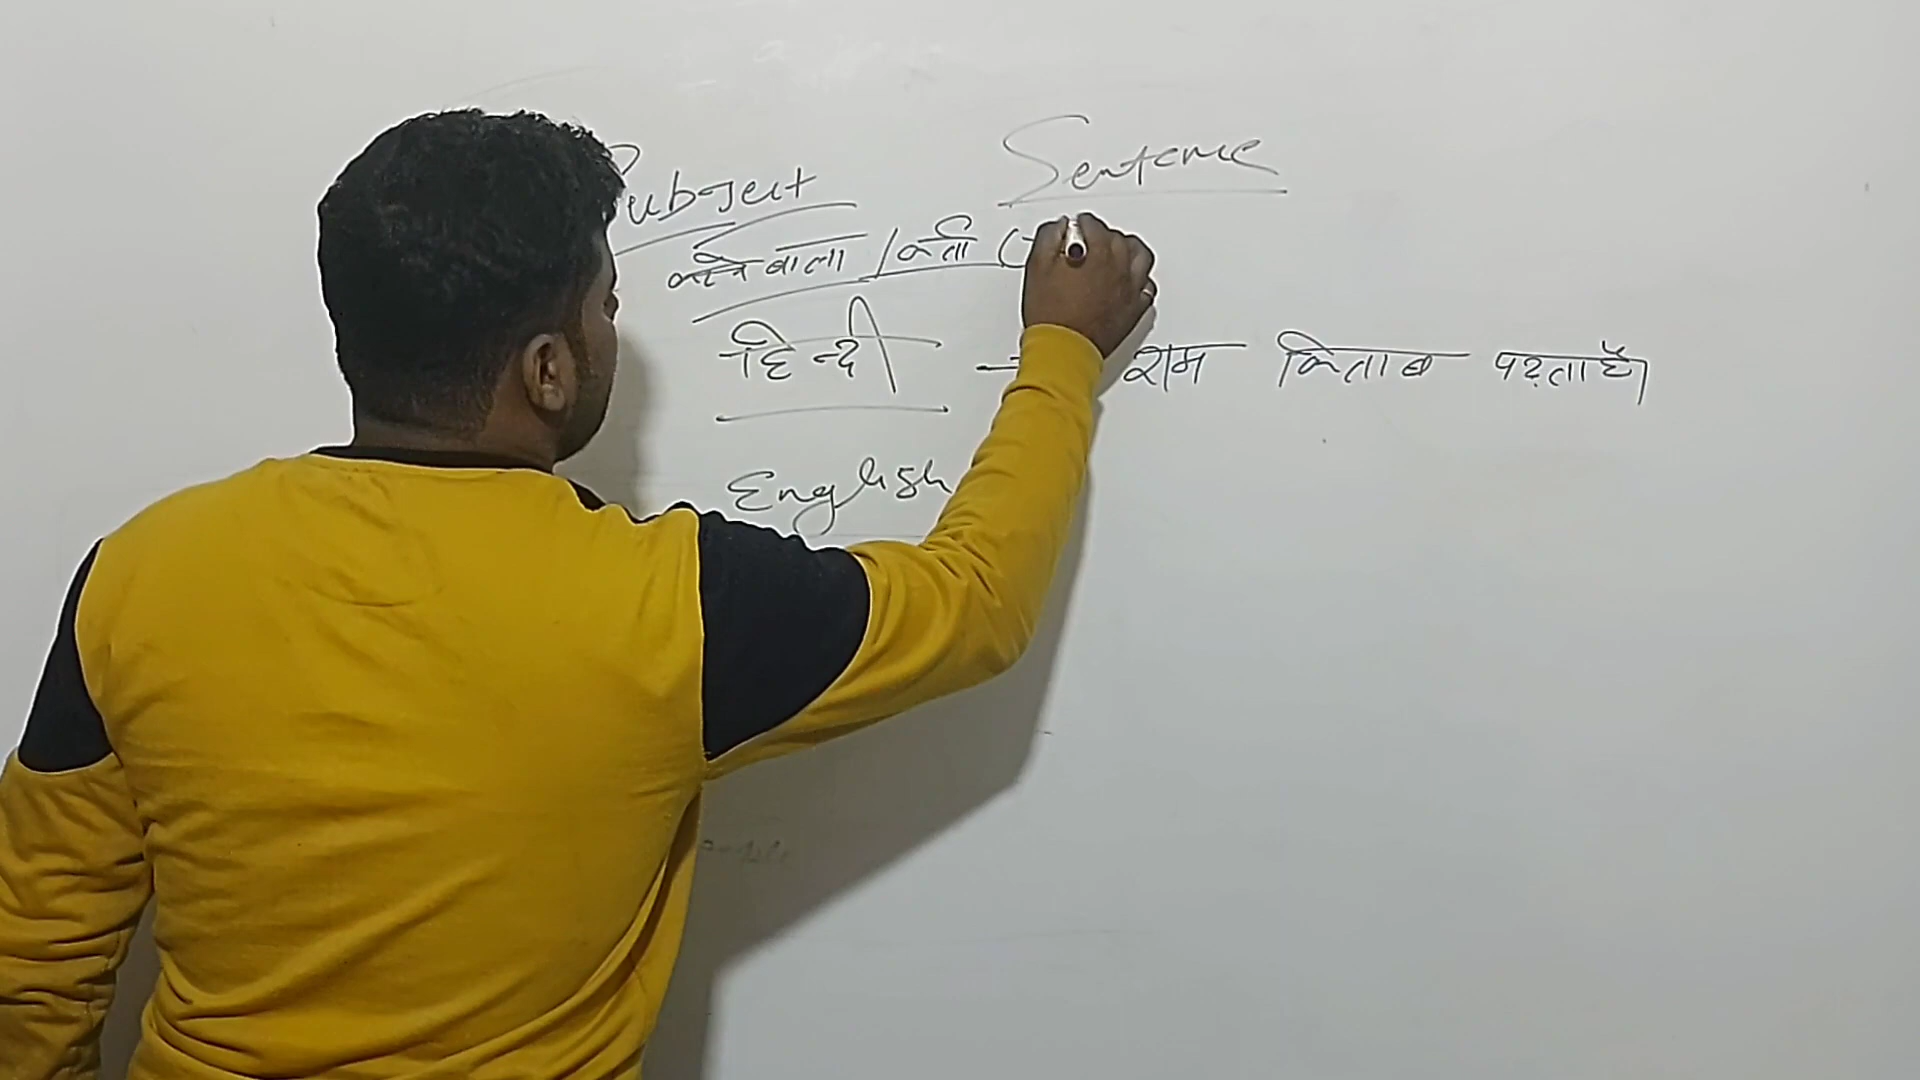 Subject Sentence
करने वाला / कर्ता (
हिन्दी → राम किताब पढ़ता है।
English